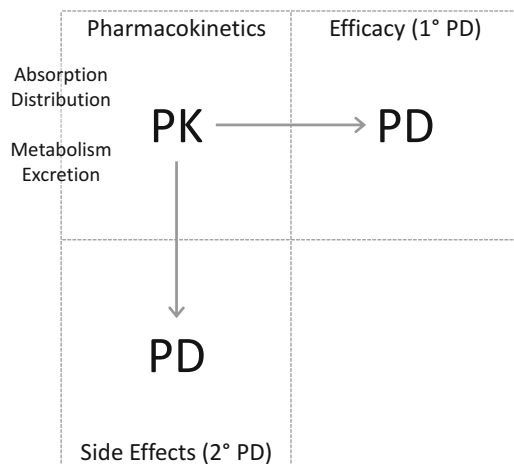 Pharmacokinetics
Efficacy (1° PD)
Absorption
Distribution
Metabolism
Excretion
PK
PD
PD
Side Effects (2° PD)